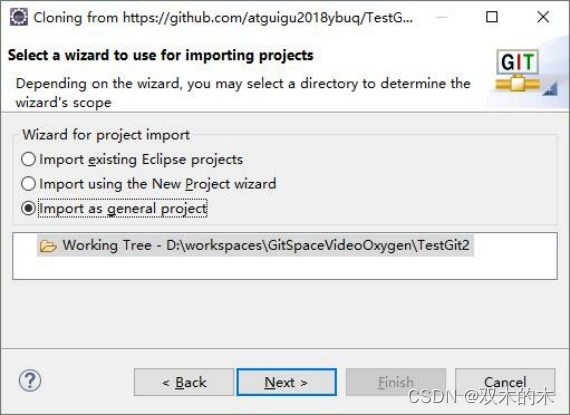 Cloning from https://github.com/atguigu2018ybuq/TestG...
Select a wizard to use for importing projects
Depending on the wizard, you may select a directory to determine the
wizard's scope
GIT
Wizard for project import
Import existing Eclipse projects
Import using the New Project wizard
Import as general project
Working Tree - D:\workspaces\GitSpaceVideoOxygen\TestGit2
?
< Back
Next >
Finish
Cancel
CSDN @双木的木